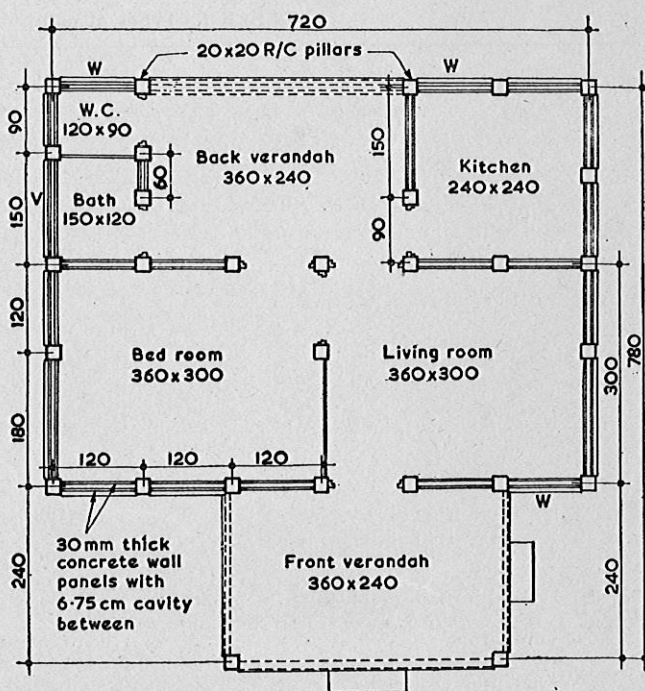 720
20x20 R/C pillars
W
W
W.C.
120x90
90
Back verandah
360x240
150
Kitchen
240x240
60
Bath
150x120
V
150
90
120
Bed room
360x300
Living room
360x300
300
780
180
120
120
120
W
30mm thick
concrete wall
panels with
6·75 cm cavity
between
Front verandah
360x240
240
240